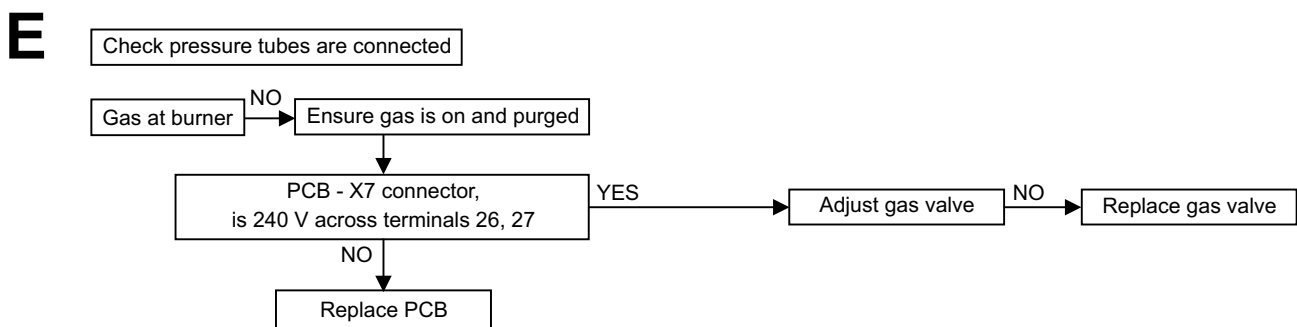 E
Check pressure tubes are connected
Gas at burner
NO
Ensure gas is on and purged
PCB - X7 connector,
is 240 V across terminals 26, 27
YES
Adjust gas valve
NO
Replace gas valve
NO
Replace PCB